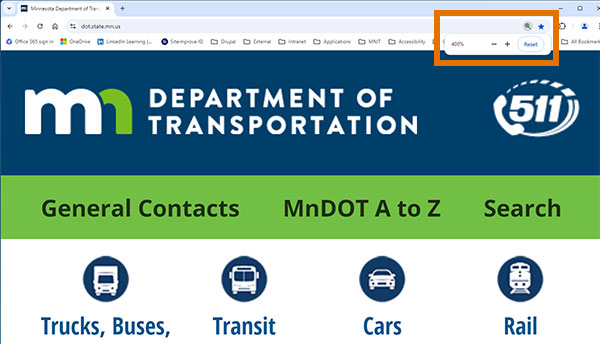 Minnesota Department of Trans
dot.state.mn.us
Office 365 sign in OneDrive LinkedIn Learning | ... Siteimprove ID Drupal External Intranet Applications MNIT Accessibility All Bookmarks
400% − + Reset
mn DEPARTMENT OF
TRANSPORTATION
511
General Contacts MnDOT A to Z Search
Trucks, Buses, Transit Cars Rail